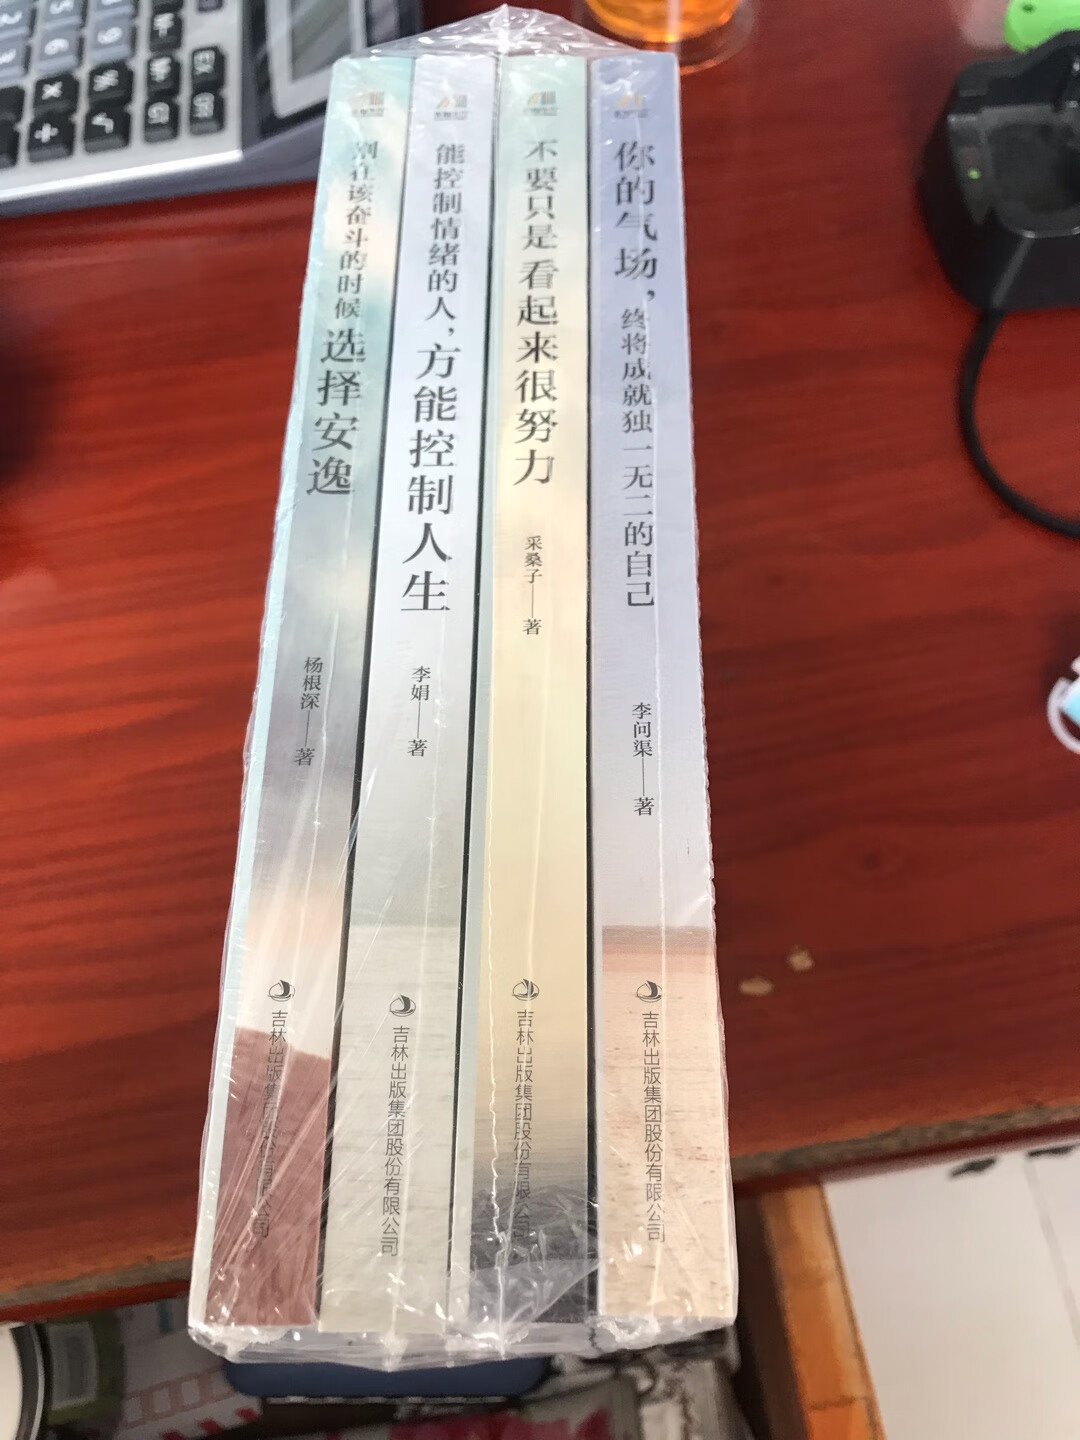 别在该奋斗的时候选择安逸
杨根深——著
吉林出版集团股份有限公司
能控制情绪的人，方能控制人生
李娟——著
吉林出版集团股份有限公司
不要只是看起来很努力
采桑子——著
吉林出版集团股份有限公司
你的气场，终将成就独一无二的自己
李问渠——著
吉林出版集团股份有限公司